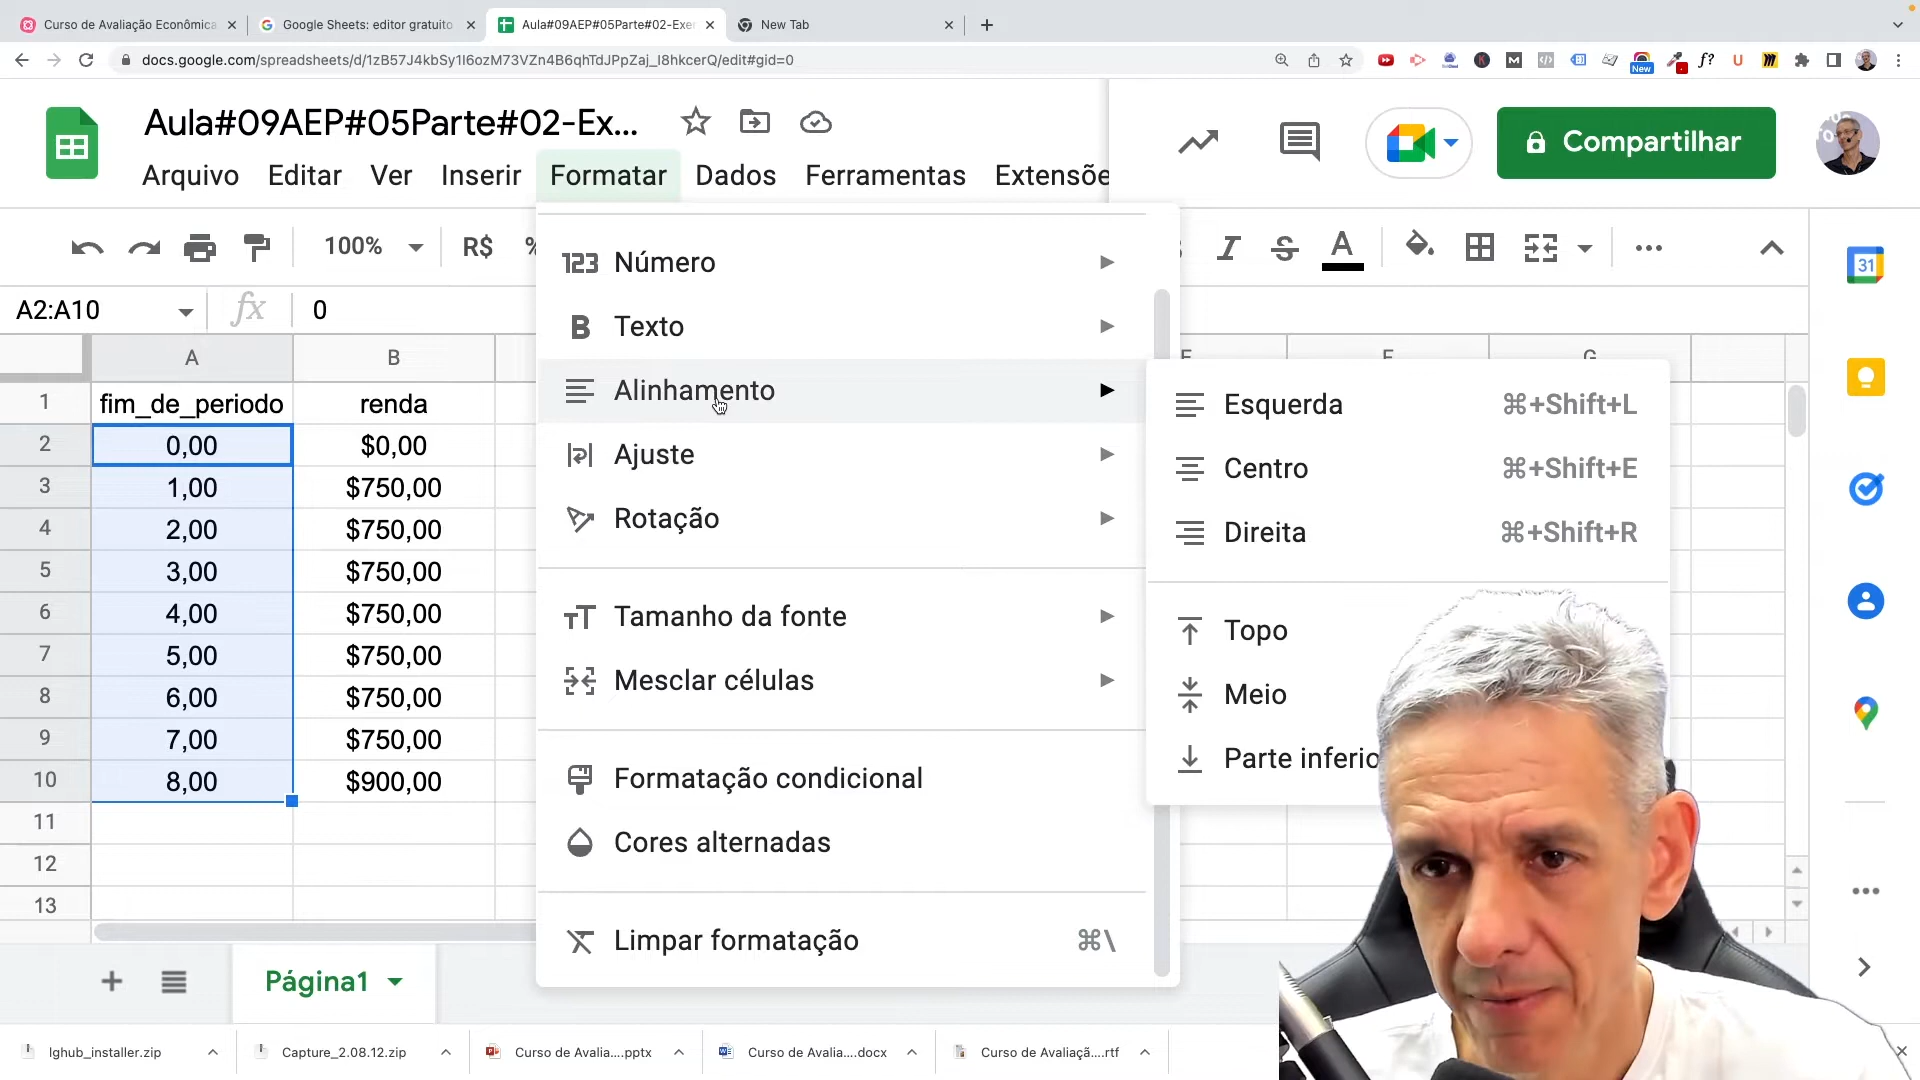 Curso de Avaliação Econômica
Google Sheets: editor gratuito
Aula#09AEP#05Parte#02-Exer
New Tab
docs.google.com/spreadsheets/d/1zB57J4kbSy1I6ozM73VZn4B6qhTdJPpZaj_I8hkcerQ/edit#gid=0
New
Aula#09AEP#05Parte#02-Ex...
Compartilhar
Arquivo Editar Ver Inserir Formatar Dados Ferramentas Extensõe
100% R$ %
31
A2:A10 fx 0
A B
1 fim_de_periodo renda
2 0,00 $0,00
3 1,00 $750,00
4 2,00 $750,00
5 3,00 $750,00
6 4,00 $750,00
7 5,00 $750,00
8 6,00 $750,00
9 7,00 $750,00
10 8,00 $900,00
11
12
13
123 Número
B Texto
Alinhamento
Ajuste
Rotação
Tamanho da fonte
Mesclar células
Formatação condicional
Cores alternadas
Limpar formatação ⌘\
Esquerda ⌘+Shift+L
Centro ⌘+Shift+E
Direita ⌘+Shift+R
Topo
Meio
Parte inferio
Página1
lghub_installer.zip
Capture_2.08.12.zip
Curso de Avalia....pptx
Curso de Avalia....docx
Curso de Avaliaçã....rtf